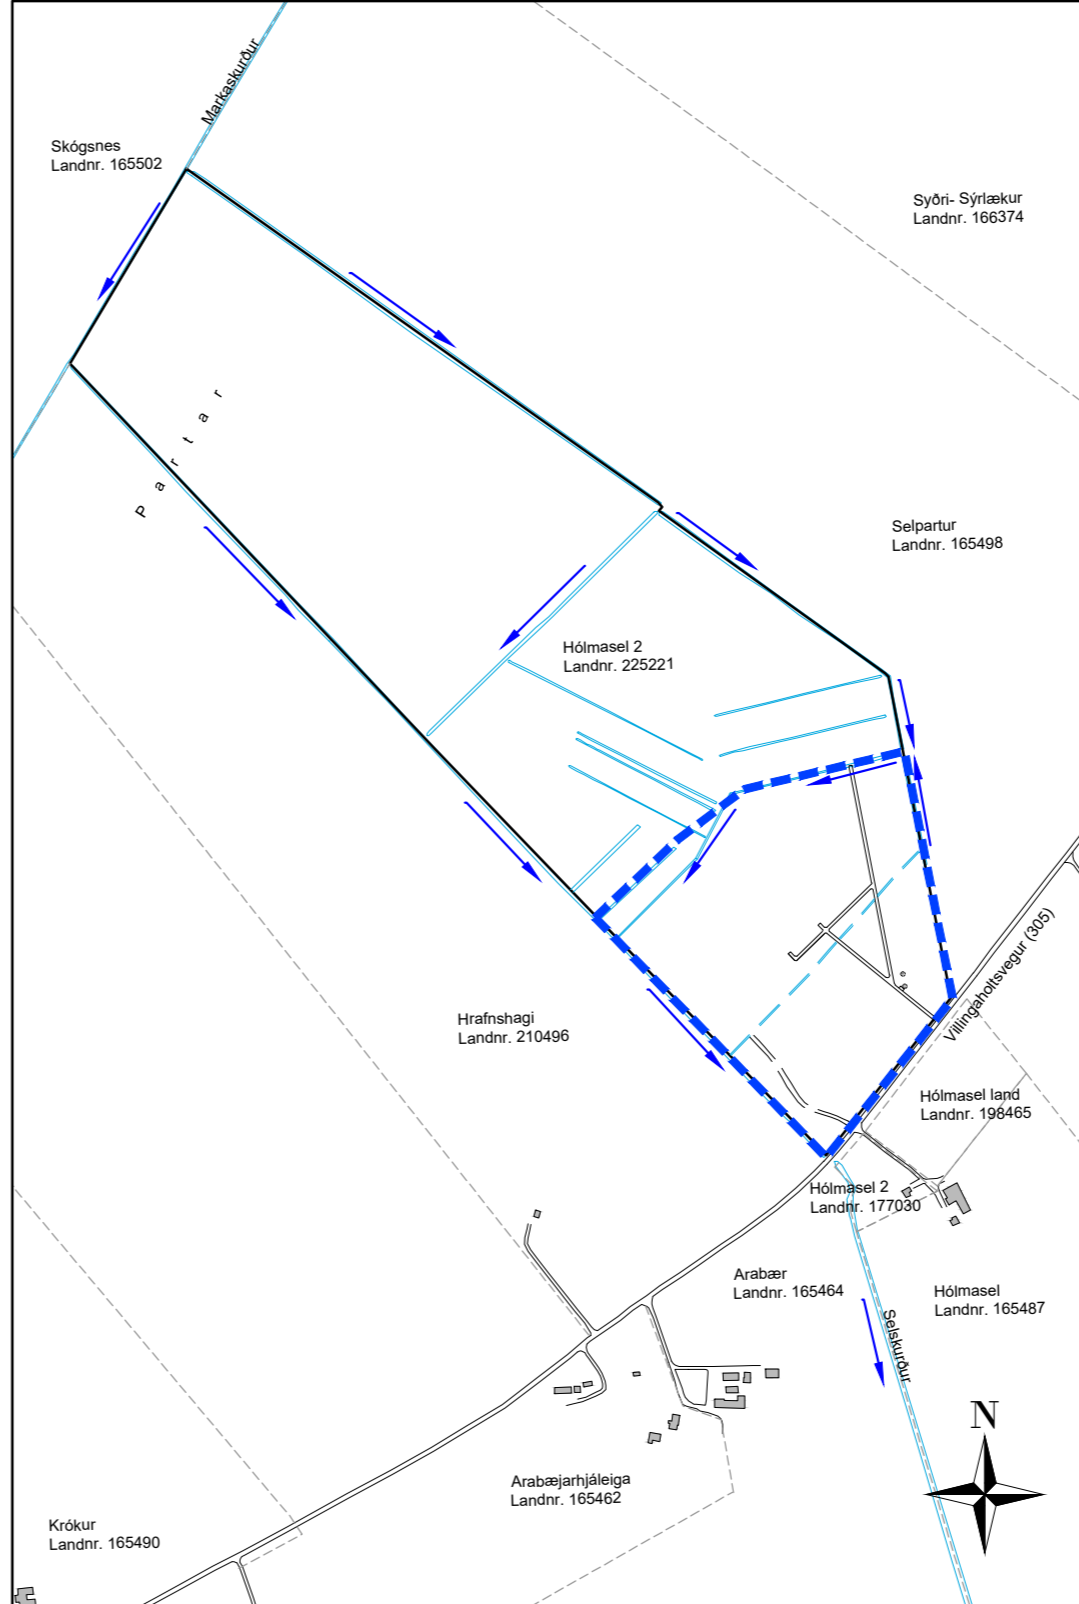 Markaskurður
Skógsnes
Landnr. 165502
Syðri- Sýrlækur
Landnr. 166374
Partar
Selpartur
Landnr. 165498
Hólmasel 2
Landnr. 225221
Villingaholtsvegur (305)
Hrafnshagi
Landnr. 210496
Hólmasel land
Landnr. 198465
Hólmasel 2
Landnr. 177030
Arabær
Landnr. 165464
Hólmasel
Landnr. 165487
Selskurður
N
Arabæjarhjáleiga
Landnr. 165462
Krókur
Landnr. 165490